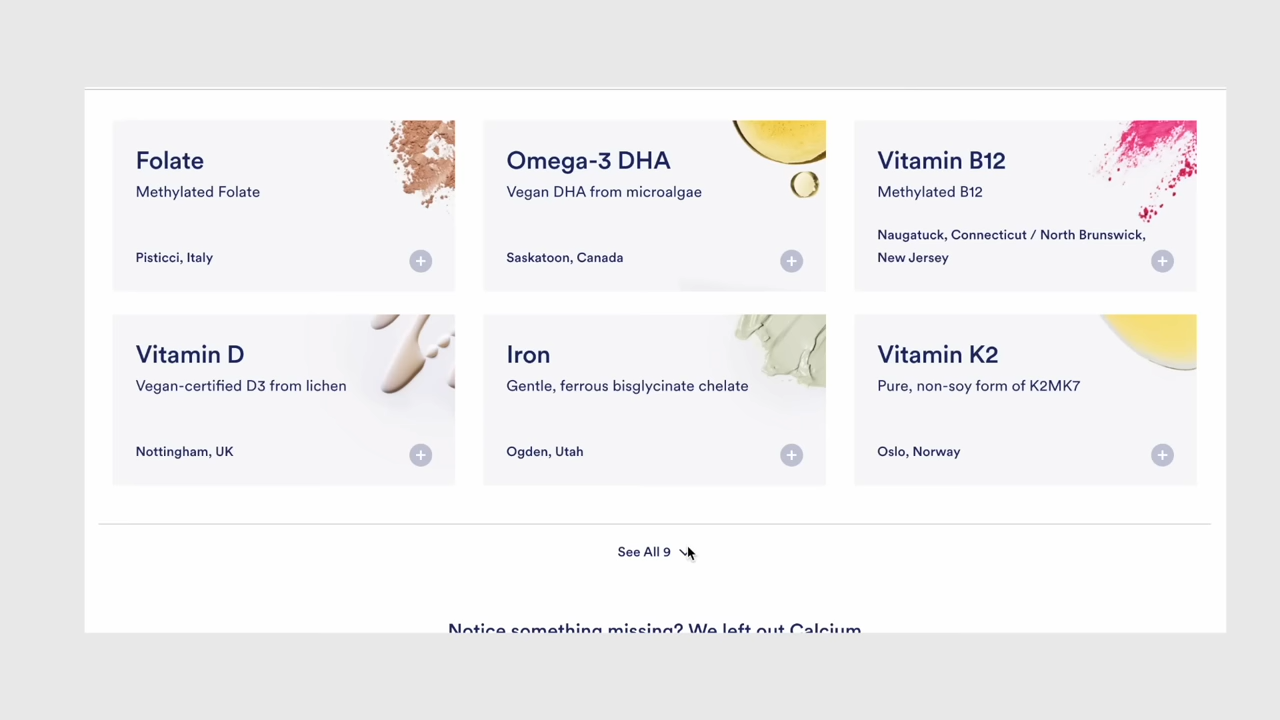 Folate
Methylated Folate
Pisticci, Italy
Omega-3 DHA
Vegan DHA from microalgae
Saskatoon, Canada
Vitamin B12
Methylated B12
Naugatuck, Connecticut / North Brunswick,
New Jersey
Vitamin D
Vegan-certified D3 from lichen
Nottingham, UK
Iron
Gentle, ferrous bisglycinate chelate
Ogden, Utah
Vitamin K2
Pure, non-soy form of K2MK7
Oslo, Norway
See All 9
Notice something missing? We left out Calcium